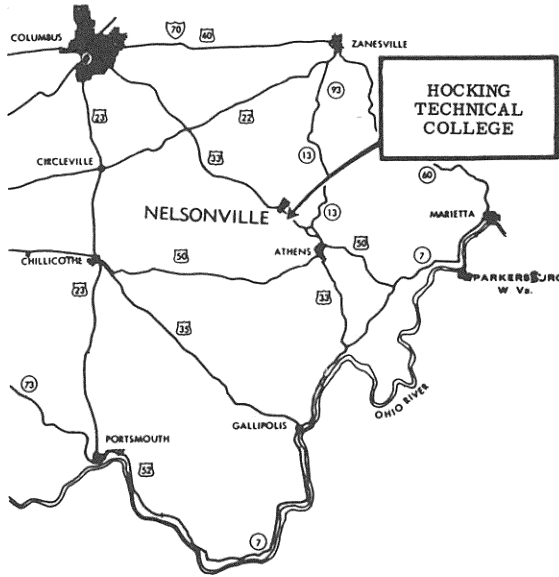 COLUMBUS
70
40
ZANESVILLE
93
HOCKING
TECHNICAL
COLLEGE
23
22
33
CIRCLEVILLE
13
60
NELSONVILLE
13
MARIETTA
CHILLICOTHE
50
ATHENS
50
7
PARKERSBURG
W Va.
23
33
35
73
OHIO RIVER
GALLIPOLIS
PORTSMOUTH
52
7